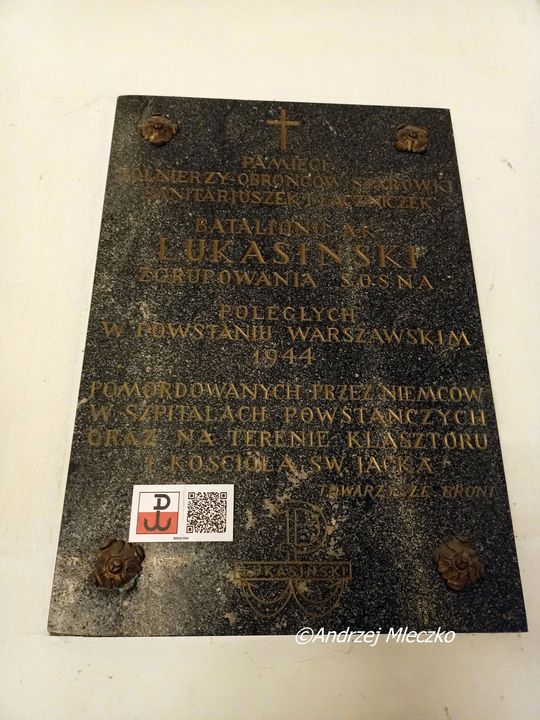 PAMIĘCI
ŻOŁNIERZY-OBROŃCÓW STARÓWKI
SANITARIUSZEK I ŁĄCZNICZEK
BATALIONU AK
ŁUKASIŃSKI
ZGRUPOWANIA SOSNA
POLEGŁYCH
W POWSTANIU WARSZAWSKIM
1944
POMORDOWANYCH PRZEZ NIEMCÓW
W SZPITALACH POWSTAŃCZYCH
ORAZ NA TERENIE KLASZTORU
I KOŚCIOŁA ŚW. JACKA
TOWARZYSZE BRONI
ŁUKASIŃSKI
©Andrzej Mleczko